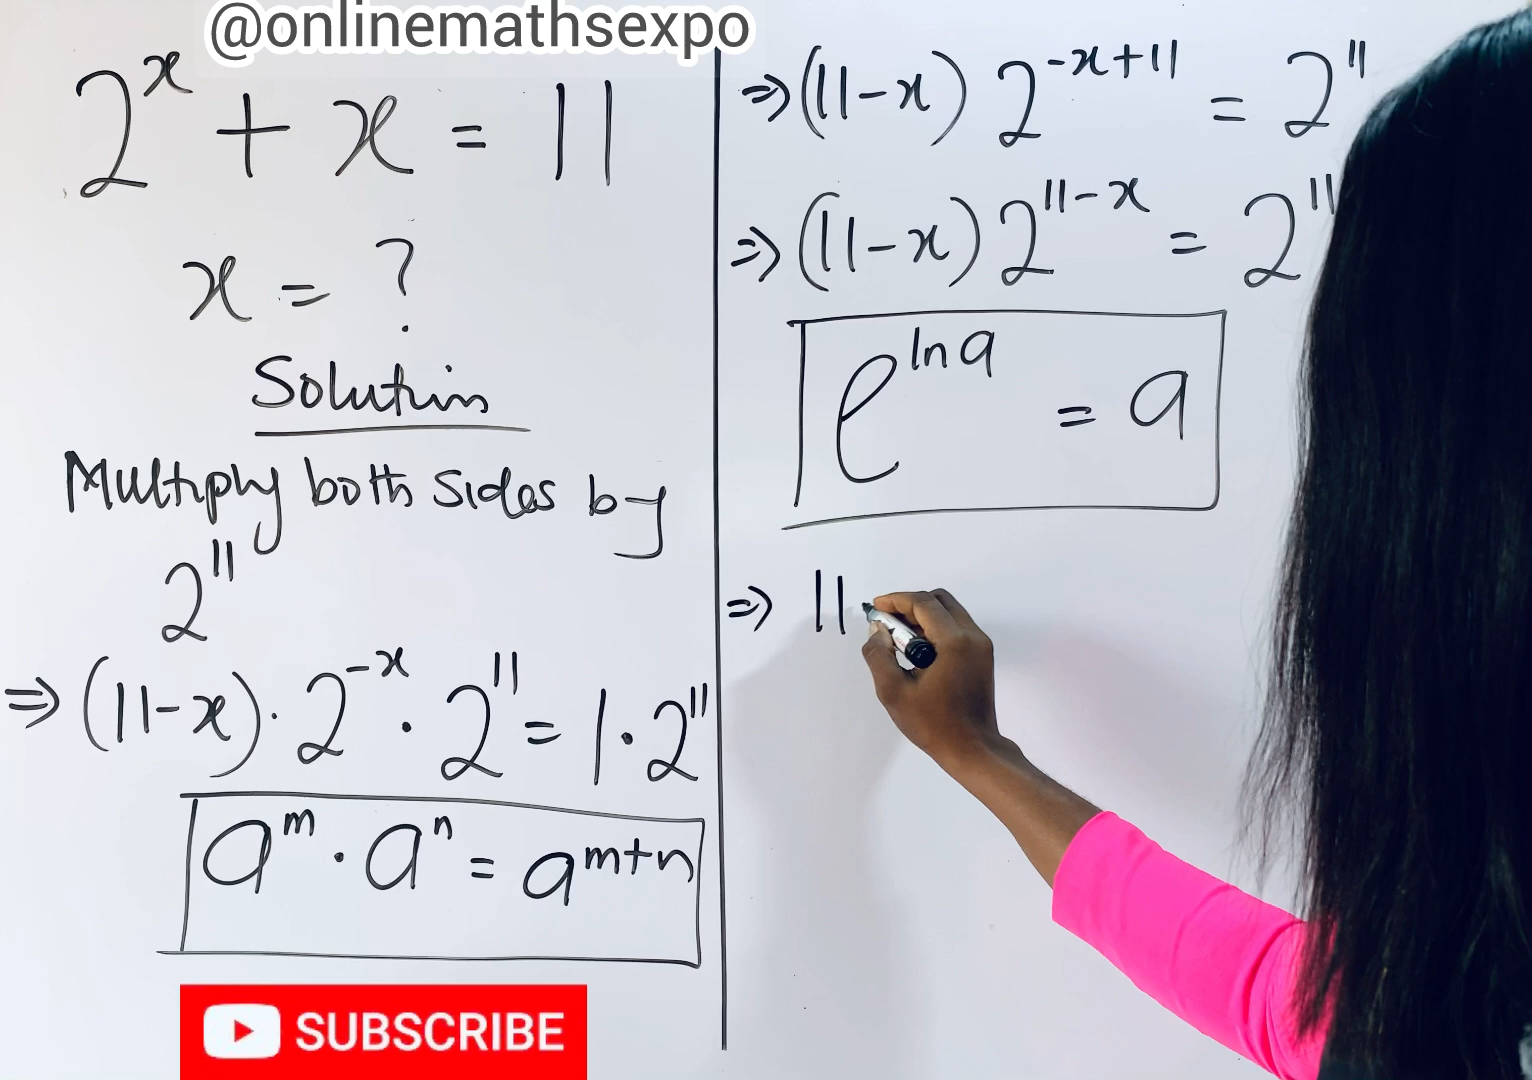 @onlinemathsexpo
2^x + x = 11
x = ?
Solution
Multiply both sides by
2^11
⇒ (11-x) · 2^-x · 2^11 = 1 · 2^11
a^m · a^n = a^m+n
SUBSCRIBE
⇒ (11-x) 2^-x+11 = 2^11
⇒ (11-x) 2^11-x = 2^11
e^ln a = a
⇒ 11